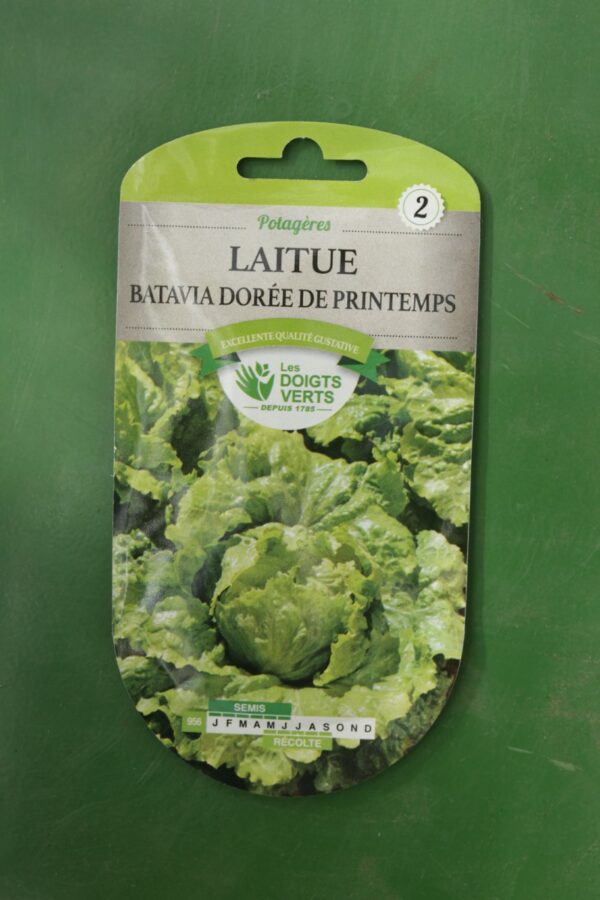 2
Potagères
LAITUE
BATAVIA DORÉE DE PRINTEMPS
EXCELLENTE QUALITÉ GUSTATIVE
Les
DOIGTS
VERTS
DEPUIS 1785
SEMIS
956 J F M A M J J A S O N D
RÉCOLTE